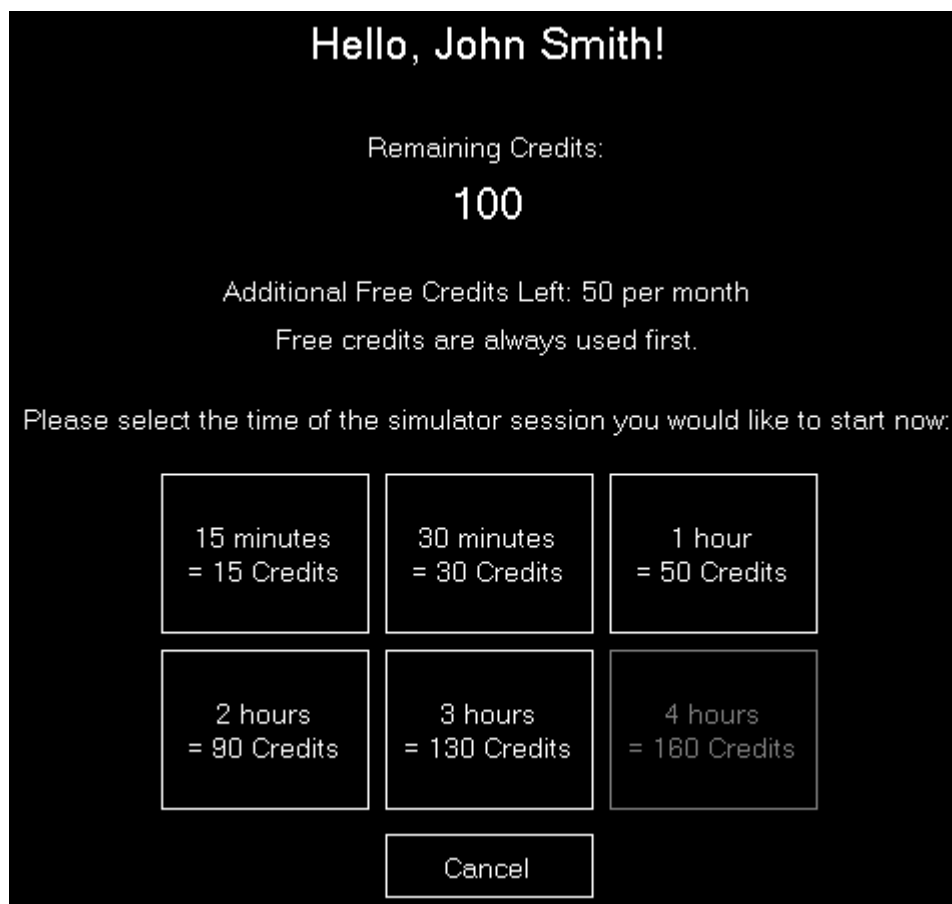 Hello, John Smith!
Remaining Credits:
100
Additional Free Credits Left: 50 per month
Free credits are always used first.
Please select the time of the simulator session you would like to start now:
15 minutes
= 15 Credits
30 minutes
= 30 Credits
1 hour
= 50 Credits
2 hours
= 90 Credits
3 hours
= 130 Credits
4 hours
= 160 Credits
Cancel